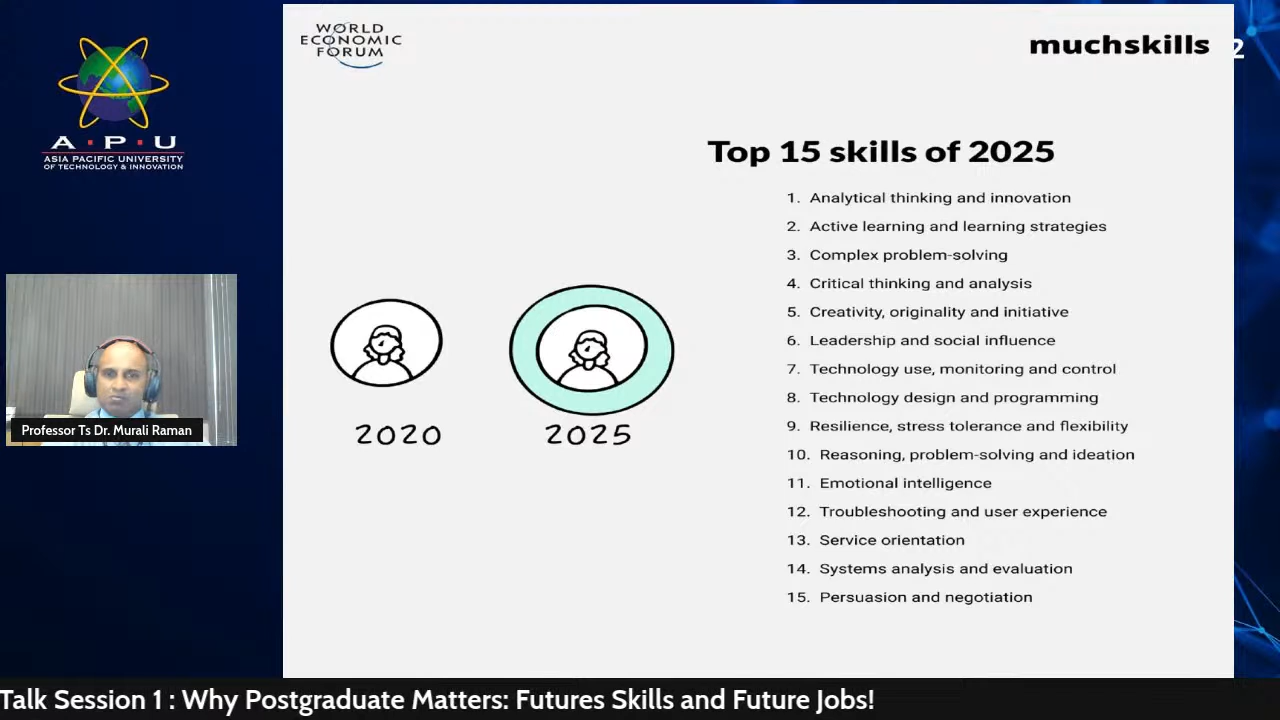 WORLD
ECONOMIC
FORUM
muchskills
2
A·P·U
ASIA PACIFIC UNIVERSITY
OF TECHNOLOGY & INNOVATION
Top 15 skills of 2025
1. Analytical thinking and innovation
2. Active learning and learning strategies
3. Complex problem-solving
4. Critical thinking and analysis
5. Creativity, originality and initiative
6. Leadership and social influence
7. Technology use, monitoring and control
8. Technology design and programming
9. Resilience, stress tolerance and flexibility
10. Reasoning, problem-solving and ideation
11. Emotional intelligence
12. Troubleshooting and user experience
13. Service orientation
14. Systems analysis and evaluation
15. Persuasion and negotiation
2020
2025
Professor Ts Dr. Murali Raman
Talk Session 1 : Why Postgraduate Matters: Futures Skills and Future Jobs!